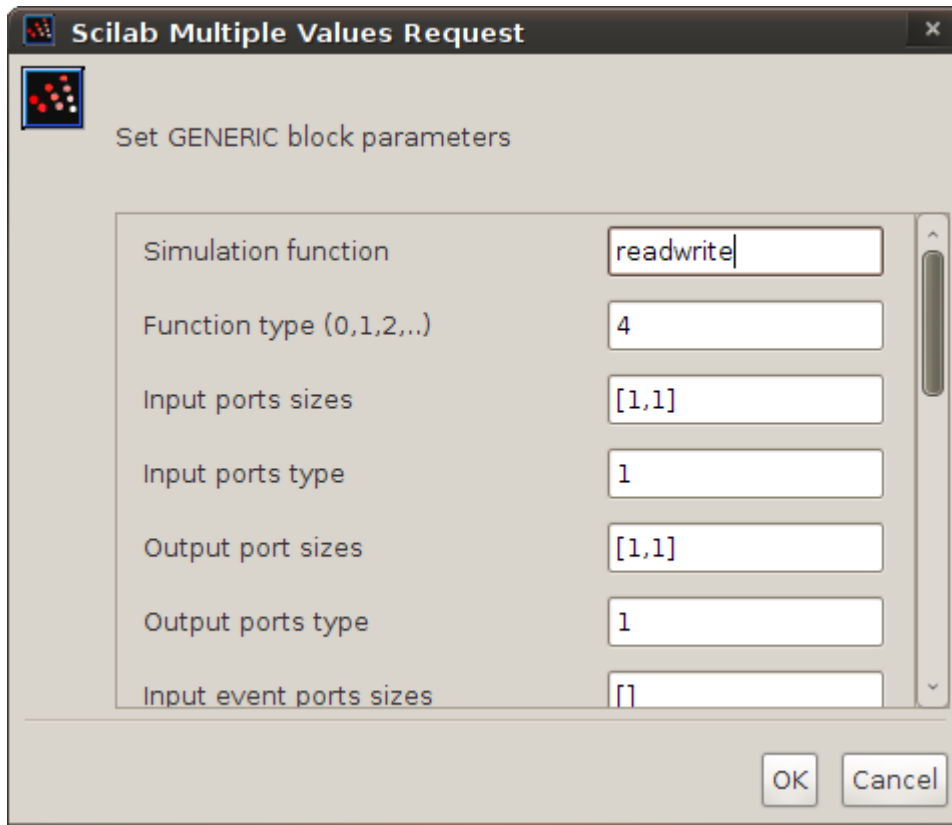 Scilab Multiple Values Request
Set GENERIC block parameters
Simulation function readwrite
Function type (0,1,2,..) 4
Input ports sizes [1,1]
Input ports type 1
Output port sizes [1,1]
Output ports type 1
Input event ports sizes []
OK Cancel